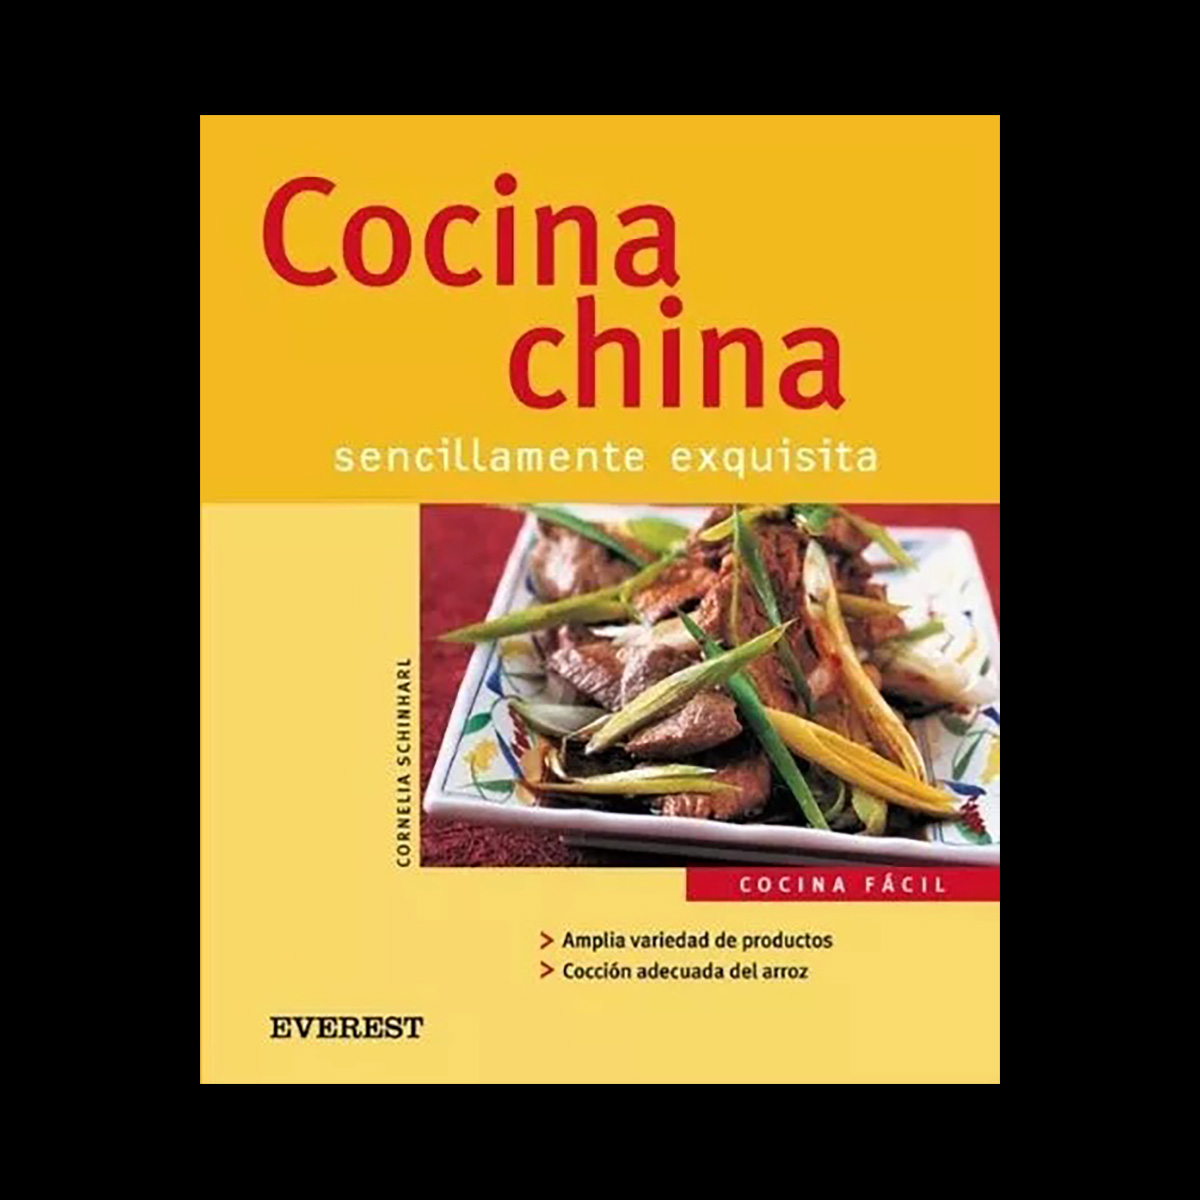 Cocina
china
sencillamente exquisita
CORNELIA SCHINHARL
COCINA FÁCIL
> Amplia variedad de productos
> Cocción adecuada del arroz
EVEREST